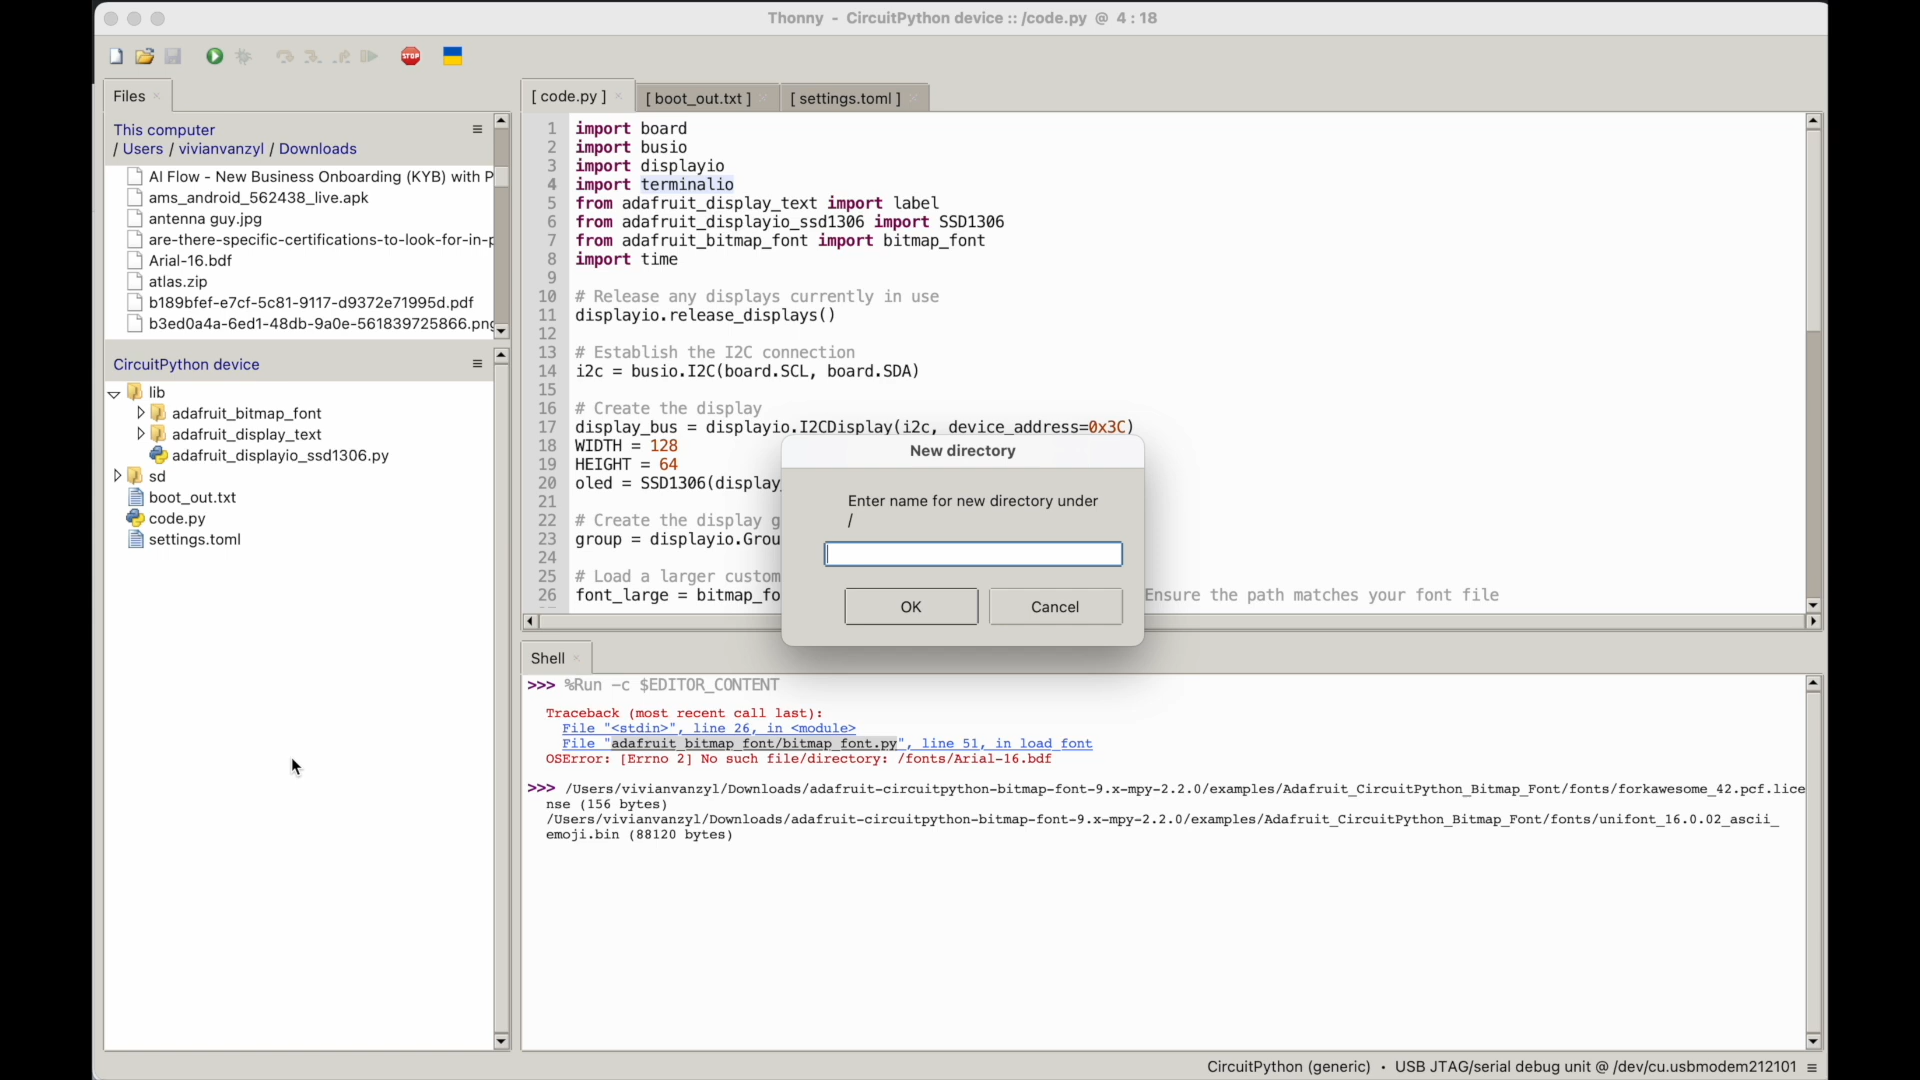 Thonny - CircuitPython device :: /code.py @ 4 : 18
STOP
Files
This computer
/ Users / vivianvanzyl / Downloads
AI Flow - New Business Onboarding (KYB) with P
ams_android_562438_live.apk
antenna guy.jpg
are-there-specific-certifications-to-look-for-in-p
Arial-16.bdf
atlas.zip
b189bfef-e7cf-5c81-9117-d9372e71995d.pdf
b3ed0a4a-6ed1-48db-9a0e-561839725866.png
CircuitPython device
lib
adafruit_bitmap_font
adafruit_display_text
adafruit_displayio_ssd1306.py
sd
boot_out.txt
code.py
settings.toml
[ code.py ]
[ boot_out.txt ]
[ settings.toml ]
1 import board
2 import busio
3 import displayio
4 import terminalio
5 from adafruit_display_text import label
6 from adafruit_displayio_ssd1306 import SSD1306
7 from adafruit_bitmap_font import bitmap_font
8 import time
9
10 # Release any displays currently in use
11 displayio.release_displays()
12
13 # Establish the I2C connection
14 i2c = busio.I2C(board.SCL, board.SDA)
15
16 # Create the display
17 display_bus = displayio.I2CDisplay(i2c, device_address=0x3C)
18 WIDTH = 128
19 HEIGHT = 64
20 oled = SSD1306(display_
21
22 # Create the display g
23 group = displayio.Grou
24
25 # Load a larger custom
26 font_large = bitmap_fo Ensure the path matches your font file
New directory
Enter name for new directory under
/
OK
Cancel
Shell
>>> %Run -c $EDITOR_CONTENT
Traceback (most recent call last):
File "<stdin>", line 26, in <module>
File "adafruit_bitmap_font/bitmap_font.py", line 51, in load_font
OSError: [Errno 2] No such file/directory: /fonts/Arial-16.bdf
>>> /Users/vivianvanzyl/Downloads/adafruit-circuitpython-bitmap-font-9.x-mpy-2.2.0/examples/Adafruit_CircuitPython_Bitmap_Font/fonts/forkawesome_42.pcf.lice
nse (156 bytes)
/Users/vivianvanzyl/Downloads/adafruit-circuitpython-bitmap-font-9.x-mpy-2.2.0/examples/Adafruit_CircuitPython_Bitmap_Font/fonts/unifont_16.0.02_ascii_
emoji.bin (88120 bytes)
CircuitPython (generic) • USB JTAG/serial debug unit @ /dev/cu.usbmodem212101